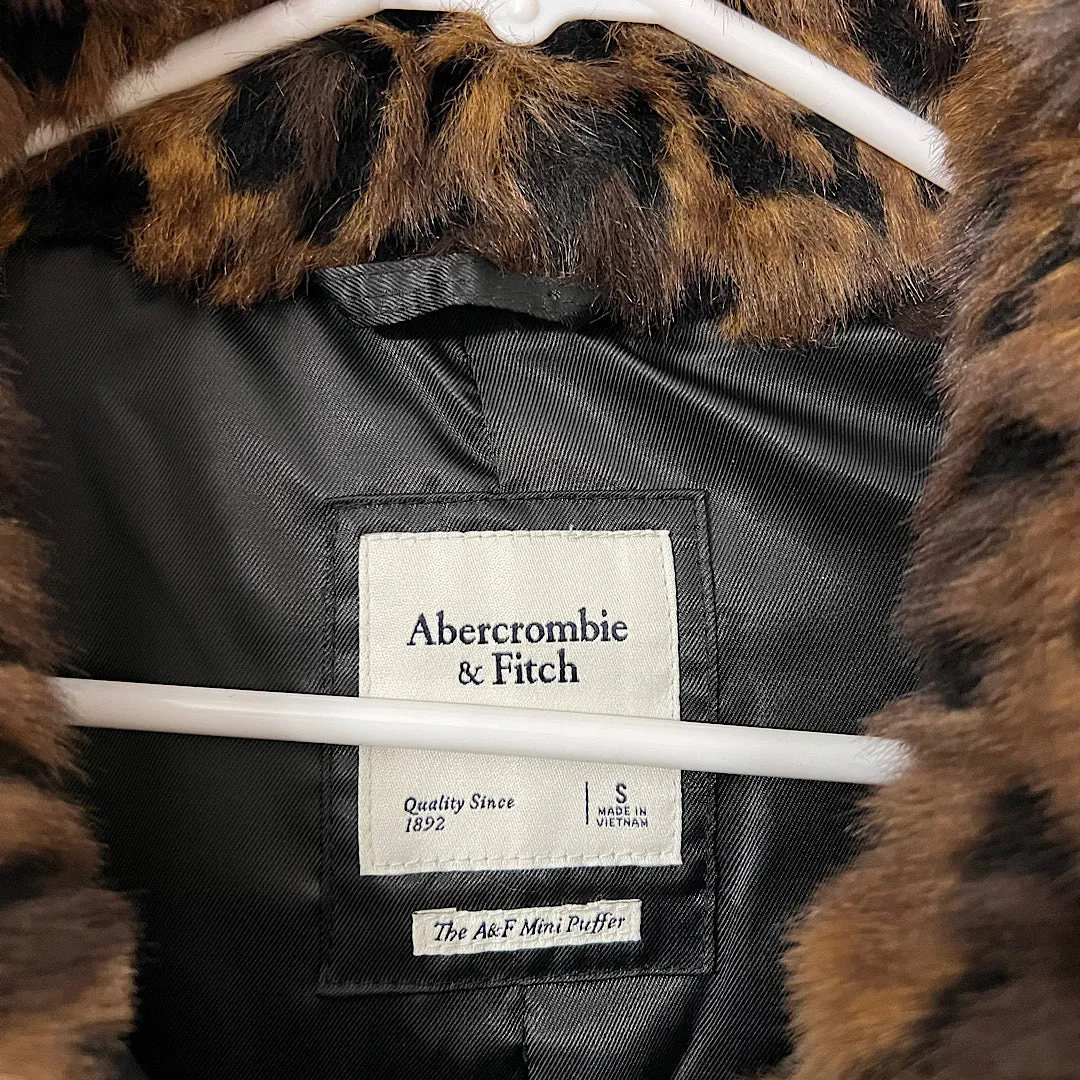 Abercrombie
& Fitch
Quality Since
1892
S
MADE IN
VIETNAM
The A&F Mini Puffer